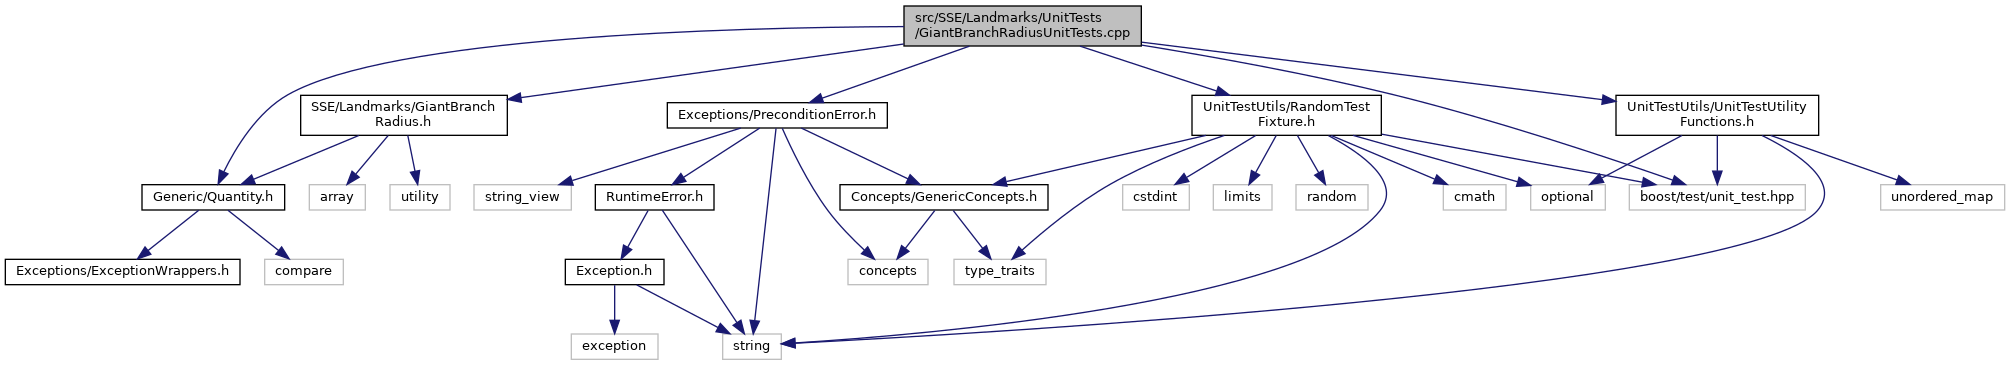 src/SSE/Landmarks/UnitTests
/GiantBranchRadiusUnitTests.cpp
SSE/Landmarks/GiantBranch
Radius.h
Exceptions/PreconditionError.h
UnitTestUtils/RandomTest
Fixture.h
UnitTestUtils/UnitTestUtility
Functions.h
Generic/Quantity.h
array
utility
string_view
RuntimeError.h
Concepts/GenericConcepts.h
cstdint
limits
random
cmath
optional
boost/test/unit_test.hpp
unordered_map
Exceptions/ExceptionWrappers.h
compare
Exception.h
concepts
type_traits
exception
string